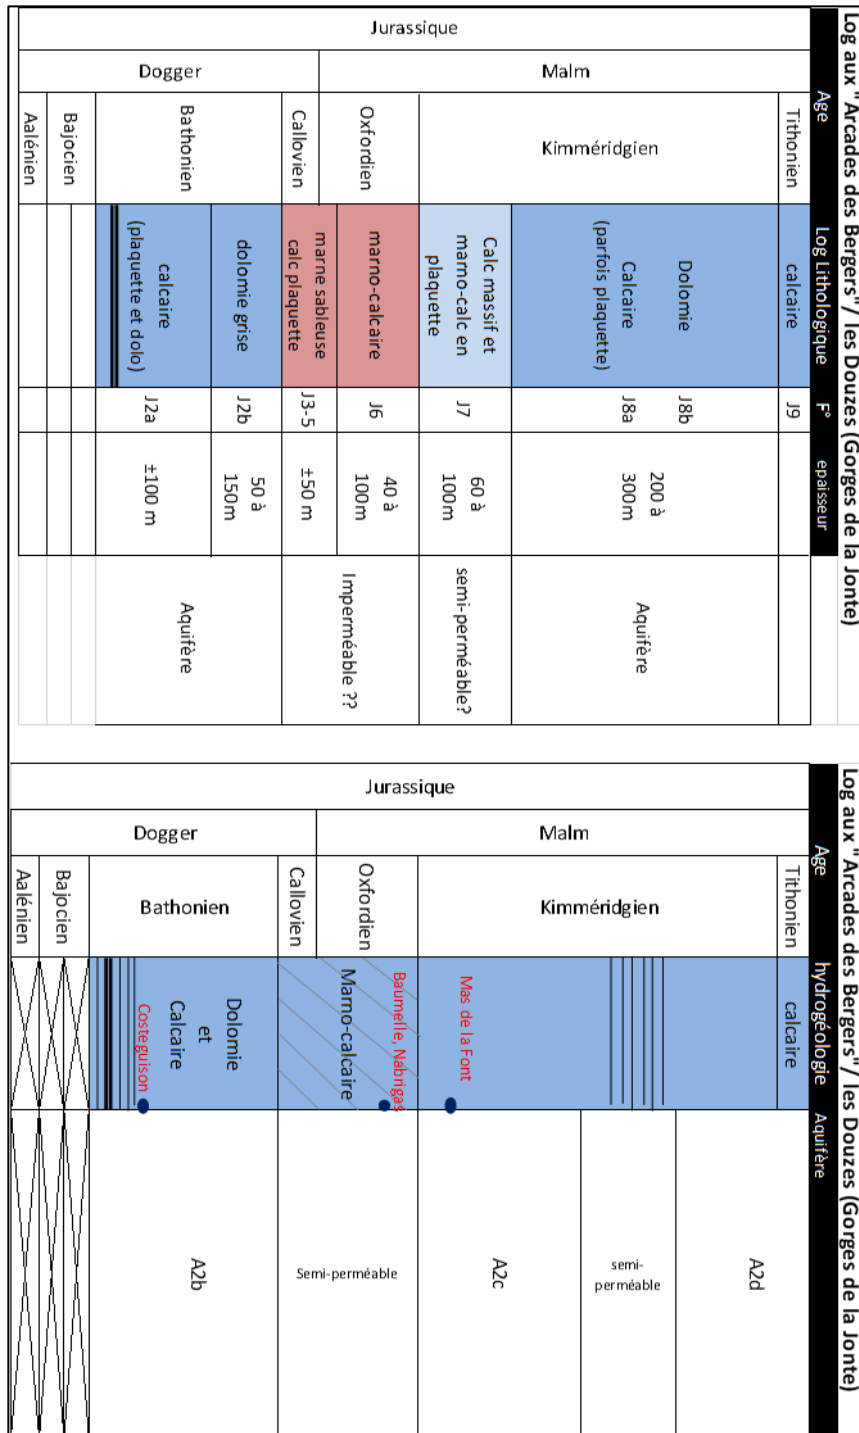 Log aux "Arcades des Bergers"/ les Douzes (Gorges de la Jonte)
Age
Log Lithologique
F°
epaisseur
Jurassique
Malm
Dogger
Tithonien
calcaire
J9
Kimméridgien
Dolomie
J8b
Calcaire
(parfois plaquette)
J8a
200 à
300m
Aquifère
Calc massif et
marno-calc en
plaquette
J7
60 à
100m
semi-perméable?
Oxfordien
marno-calcaire
J6
40 à
100m
Imperméable ??
Callovien
marne sableuse
calc plaquette
J3-5
±50 m
Bathonien
dolomie grise
J2b
50 à
150m
Aquifère
calcaire
(plaquette et dolo)
J2a
±100 m
Bajocien
Aalénien
Log aux "Arcades des Bergers"/ les Douzes (Gorges de la Jonte)
Age
hydrogéologie
Aquifère
Jurassique
Malm
Dogger
Tithonien
calcaire
A2d
Kimméridgien
semi-
perméable
Mas de la Font
A2c
Oxfordien
Baumelle, Nabrigas
Marno-calcaire
Semi-perméable
Callovien
Bathonien
Dolomie
et
Calcaire
Costeguison
A2b
Bajocien
Aalénien